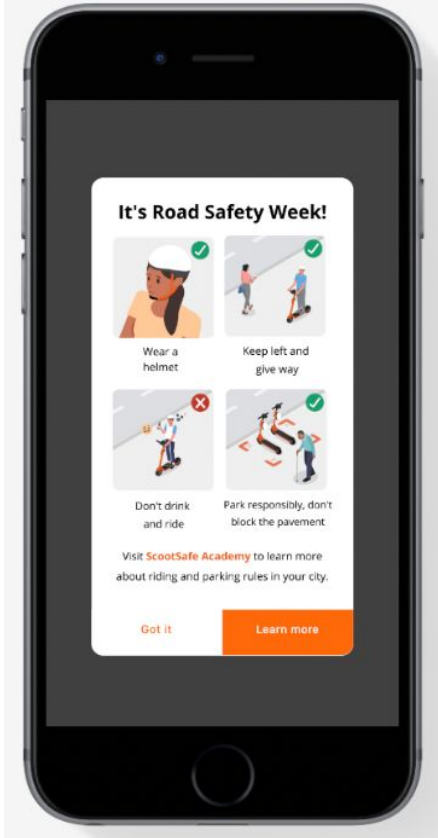 It's Road Safety Week!
Wear a
helmet
Keep left and
give way
Don't drink
and ride
Park responsibly, don't
block the pavement
Visit ScootSafe Academy to learn more
about riding and parking rules in your city.
Got it
Learn more